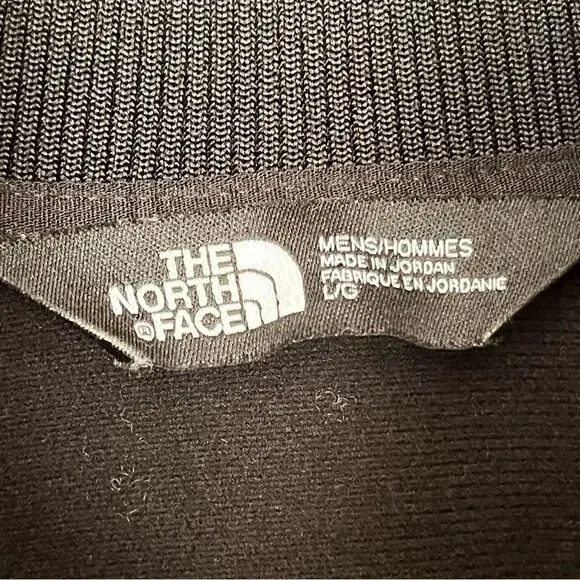 THE
NORTH
®FACE
MENS/HOMMES
MADE IN JORDAN
FABRIQUE EN JORDANIE
L/G